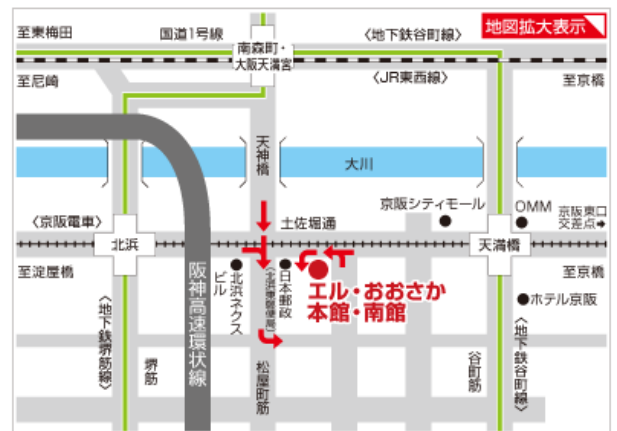 地図拡大表示
至東梅田
国道1号線
〈地下鉄谷町線〉
南森町・
大阪天満宮
至尼崎
〈JR東西線〉
至京橋
天神橋
大川
京阪シティモール
OMM
京阪東口
交差点
〈京阪電車〉
土佐堀通
北浜
天満橋
至淀屋橋
至京橋
阪神高速環状線
北浜ネクス
ビル
日本郵政
(北浜東郵便局)
エル・おおさか
本館・南館
ホテル京阪
〈地下鉄堺筋線〉
堺筋
松屋町筋
谷町筋
〈地下鉄谷町線〉